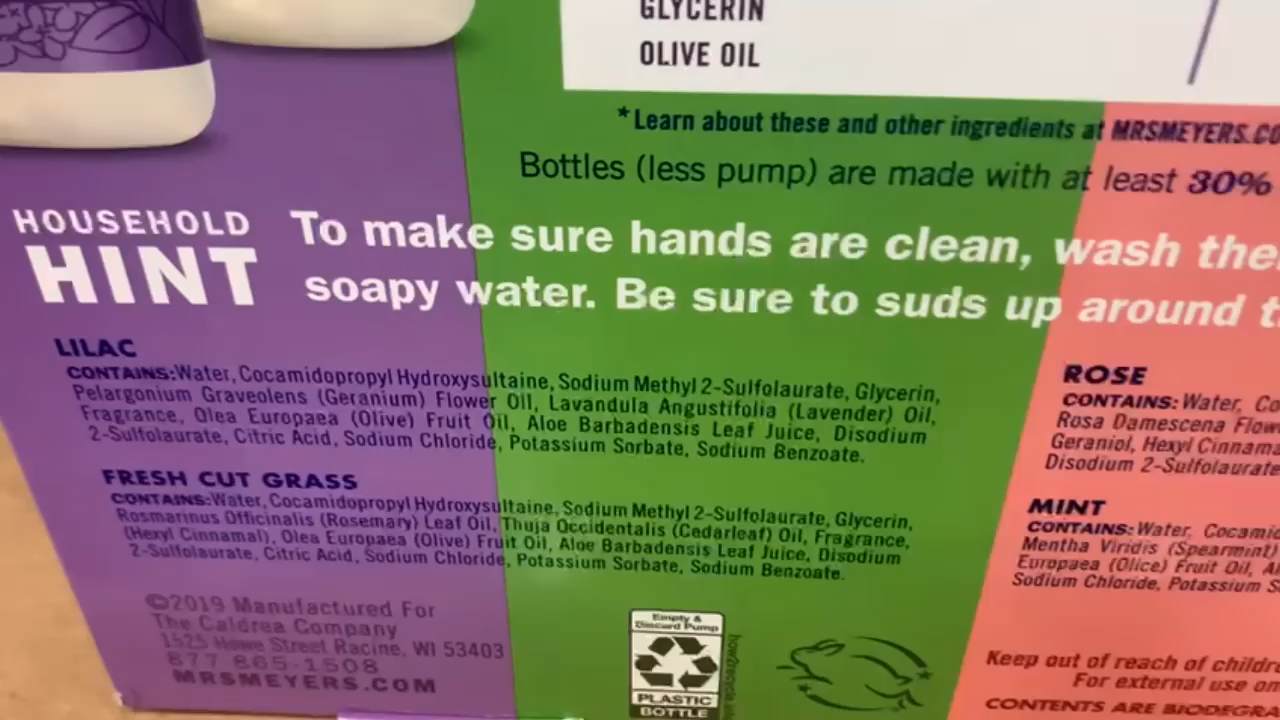 GLYCERIN
OLIVE OIL
*Learn about these and other ingredients at MRSMEYERS.CO
Bottles (less pump) are made with at least 30%
HOUSEHOLD
HINT
To make sure hands are clean, wash the
soapy water. Be sure to suds up around t
LILAC
CONTAINS: Water, Cocamidopropyl Hydroxysultaine, Sodium Methyl 2-Sulfolaurate, Glycerin,
Pelargonium Graveolens (Geranium) Flower Oil, Lavandula Angustifolia (Lavender) Oil,
Fragrance, Olea Europaea (Olive) Fruit Oil, Aloe Barbadensis Leaf Juice, Disodium
2-Sulfolaurate, Citric Acid, Sodium Chloride, Potassium Sorbate, Sodium Benzoate.
FRESH CUT GRASS
CONTAINS: Water, Cocamidopropyl Hydroxysultaine, Sodium Methyl 2-Sulfolaurate, Glycerin,
Rosmarinus Officinalis (Rosemary) Leaf Oil, Thuja Occidentalis (Cedarleaf) Oil, Fragrance,
(Hexyl Cinnamal), Olea Europaea (Olive) Fruit Oil, Aloe Barbadensis Leaf Juice, Disodium
2-Sulfolaurate, Citric Acid, Sodium Chloride, Potassium Sorbate, Sodium Benzoate.
©2019 Manufactured For
The Caldrea Company
1525 Howe Street Racine, WI 53403
877-865-1508
MRSMEYERS.COM
Empty &
Discard Pump
PLASTIC
BOTTLE
ROSE
CONTAINS: Water, Co
Rosa Damescena Flow
Geraniol, Hexyl Cinnama
Disodium 2-Sulfolaurate
MINT
CONTAINS: Water, Cocamid
Mentha Viridis (Spearmint)
Europaea (Olice) Fruit Oil, Al
Sodium Chloride, Potassium S
Keep out of reach of childre
For external use on
CONTENTS ARE BIODEGRA